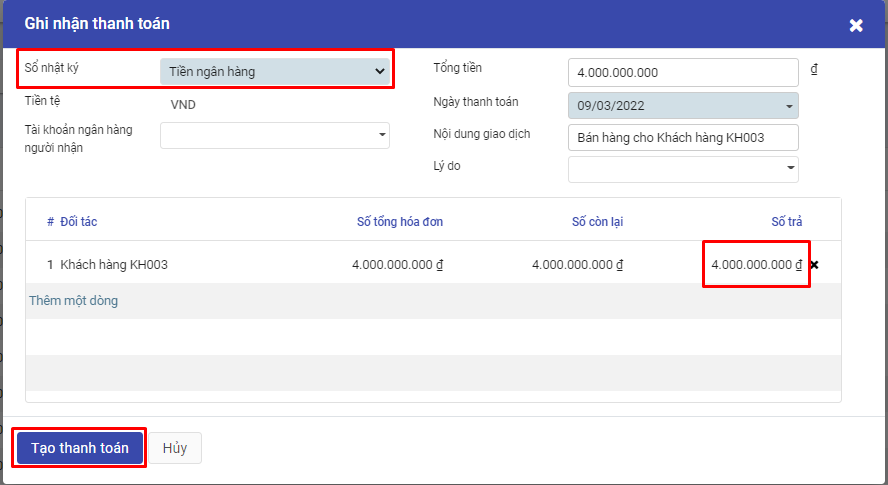 Ghi nhận thanh toán
Sổ nhật ký
Tiền ngân hàng
Tổng tiền
4.000.000.000
₫
Tiền tệ
VND
Ngày thanh toán
09/03/2022
Tài khoản ngân hàng
người nhận
Nội dung giao dịch
Bán hàng cho Khách hàng KH003
Lý do
# Đối tác Số tổng hóa đơn Số còn lại Số trả
1 Khách hàng KH003 4.000.000.000 ₫ 4.000.000.000 ₫ 4.000.000.000 ₫
Thêm một dòng
Tạo thanh toán
Hủy